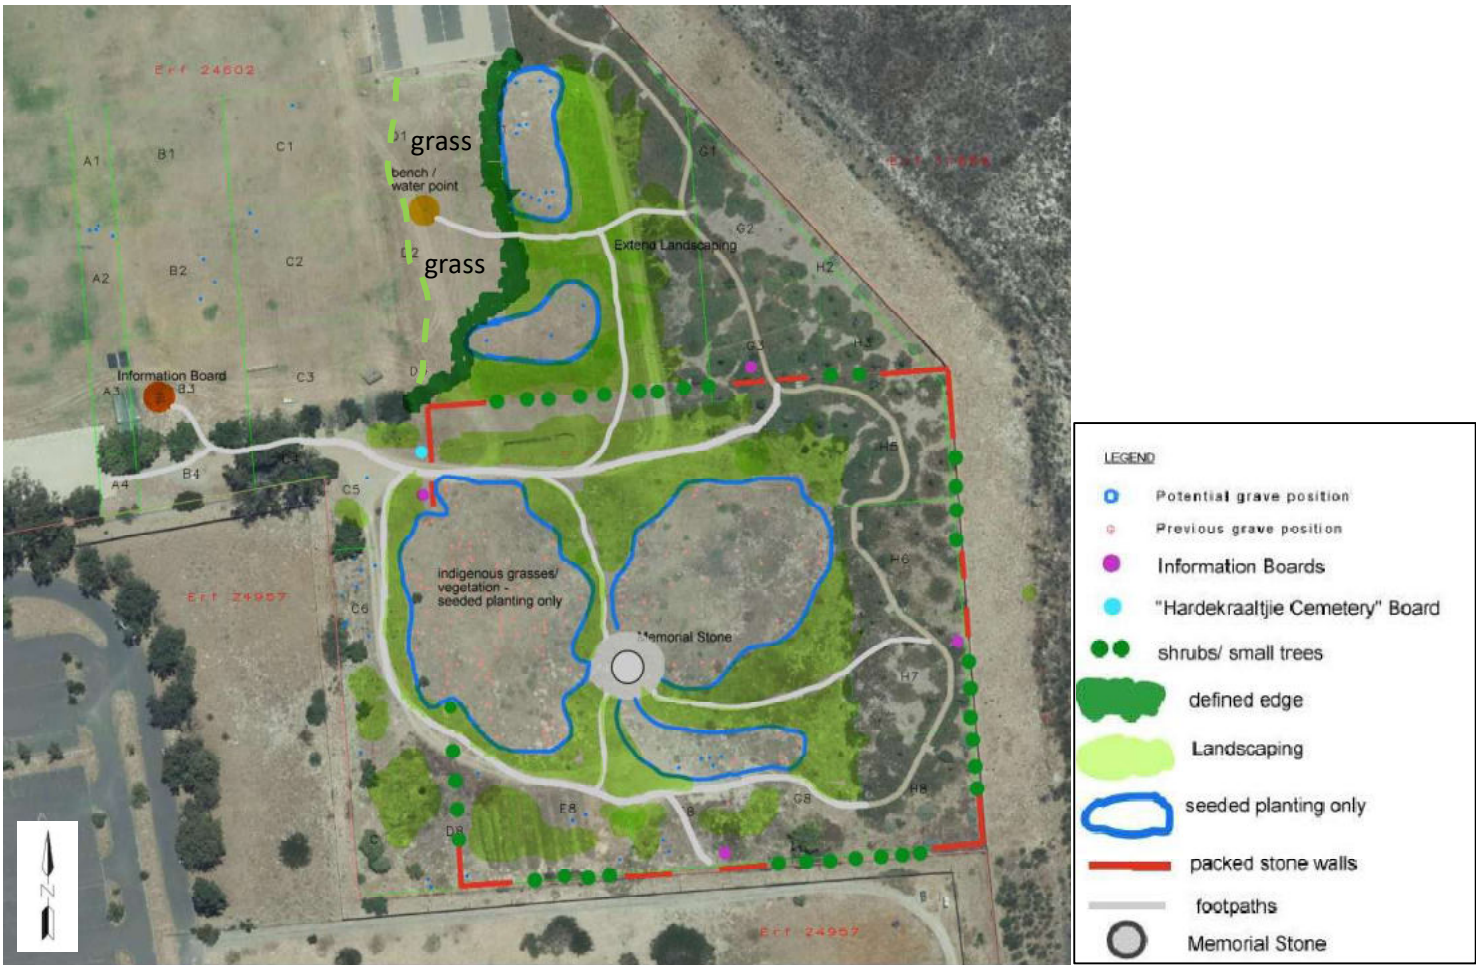 Erf 24602
A1
B1
C1
D1
grass
bench /
water point
G1
G2
Extend Landscaping
H2
A2
B2
C2
D2
grass
G3
H3
Information Board
A3
B3
C3
D
A4
B4
C4
C5
H5
H6
Erf 24957
indigenous grasses/
vegetation -
seeded planting only
C6
Memorial Stone
H7
D8
E8
8
G8
H8
N
Erf 24957
LEGEND
Potential grave position
Previous grave position
Information Boards
"Hardekraaltjie Cemetery" Board
shrubs/ small trees
defined edge
Landscaping
seeded planting only
packed stone walls
footpaths
Memorial Stone